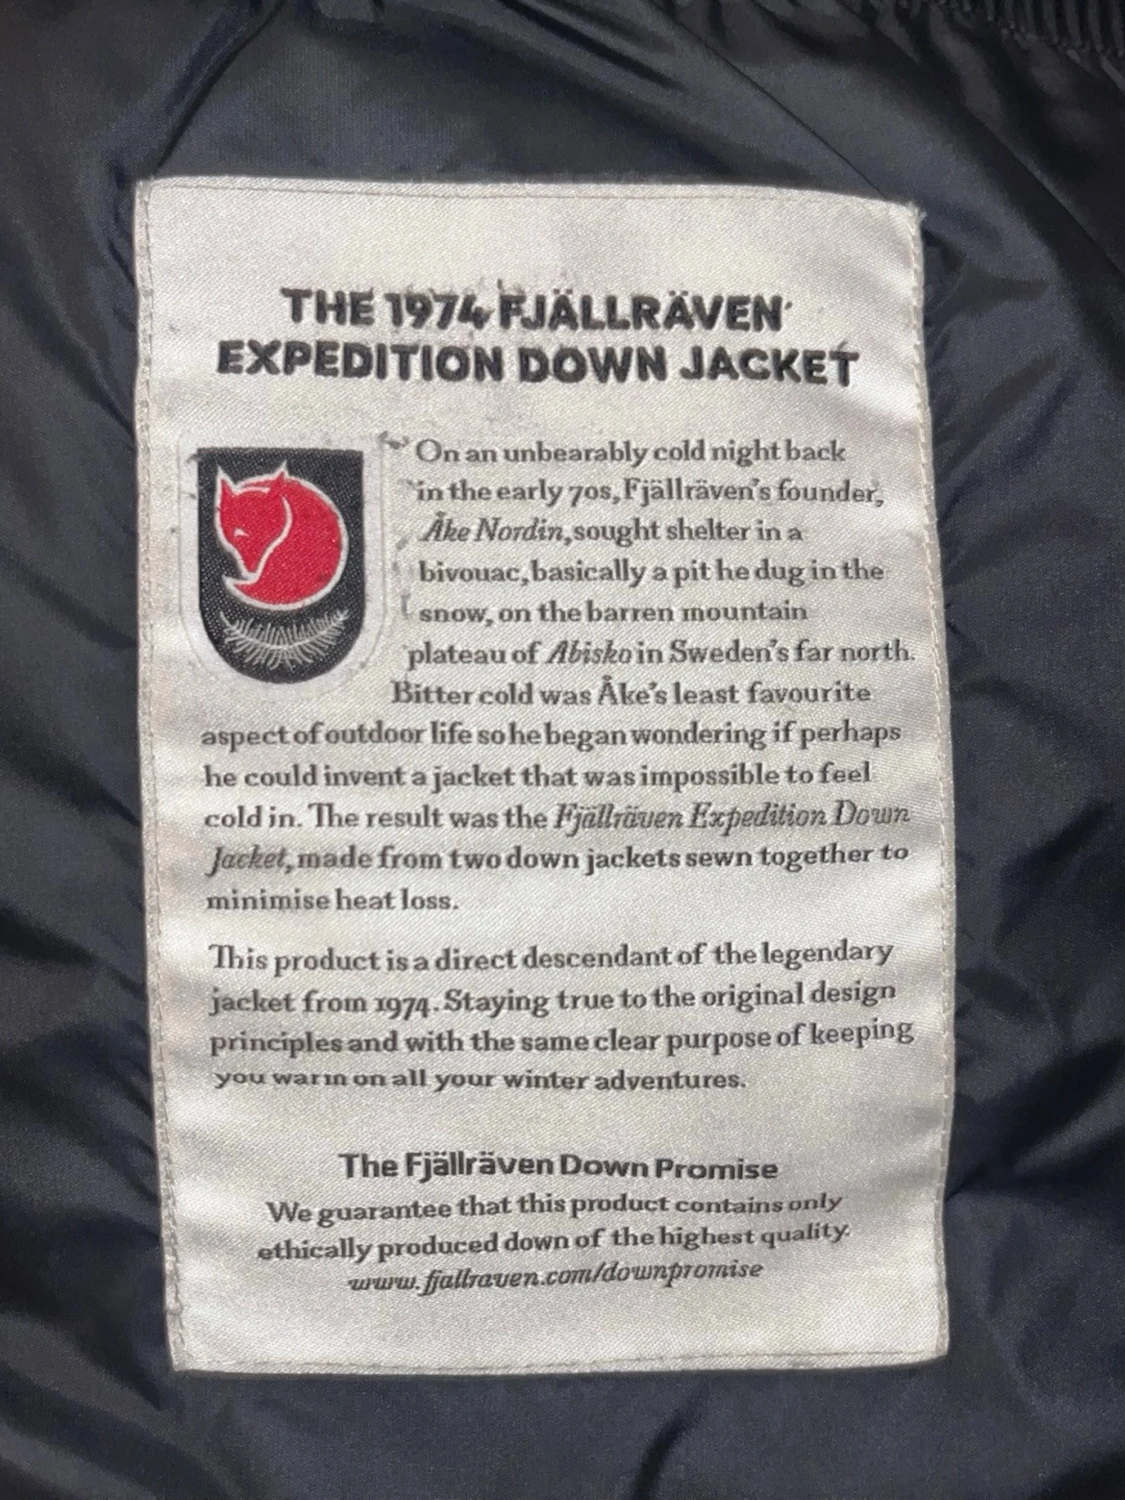 THE 1974 FJÄLLRÄVEN
EXPEDITION DOWN JACKET
On an unbearably cold night back
in the early 70s, Fjällräven's founder,
Åke Nordin, sought shelter in a
bivouac, basically a pit he dug in the
snow, on the barren mountain
plateau of Abisko in Sweden's far north.
Bitter cold was Åke's least favourite
aspect of outdoor life so he began wondering if perhaps
he could invent a jacket that was impossible to feel
cold in. The result was the Fjällräven Expedition Down
Jacket, made from two down jackets sewn together to
minimise heat loss.
This product is a direct descendant of the legendary
jacket from 1974. Staying true to the original design
principles and with the same clear purpose of keeping
you warm on all your winter adventures.
The Fjällräven Down Promise
We guarantee that this product contains only
ethically produced down of the highest quality.
www.fjallraven.com/downpromise